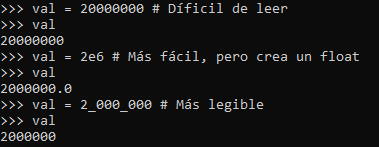 >>> val = 20000000 # Díficil de leer
>>> val
20000000
>>> val = 2e6 # Más fácil, pero crea un float
>>> val
2000000.0
>>> val = 2_000_000 # Más legible
>>> val
2000000